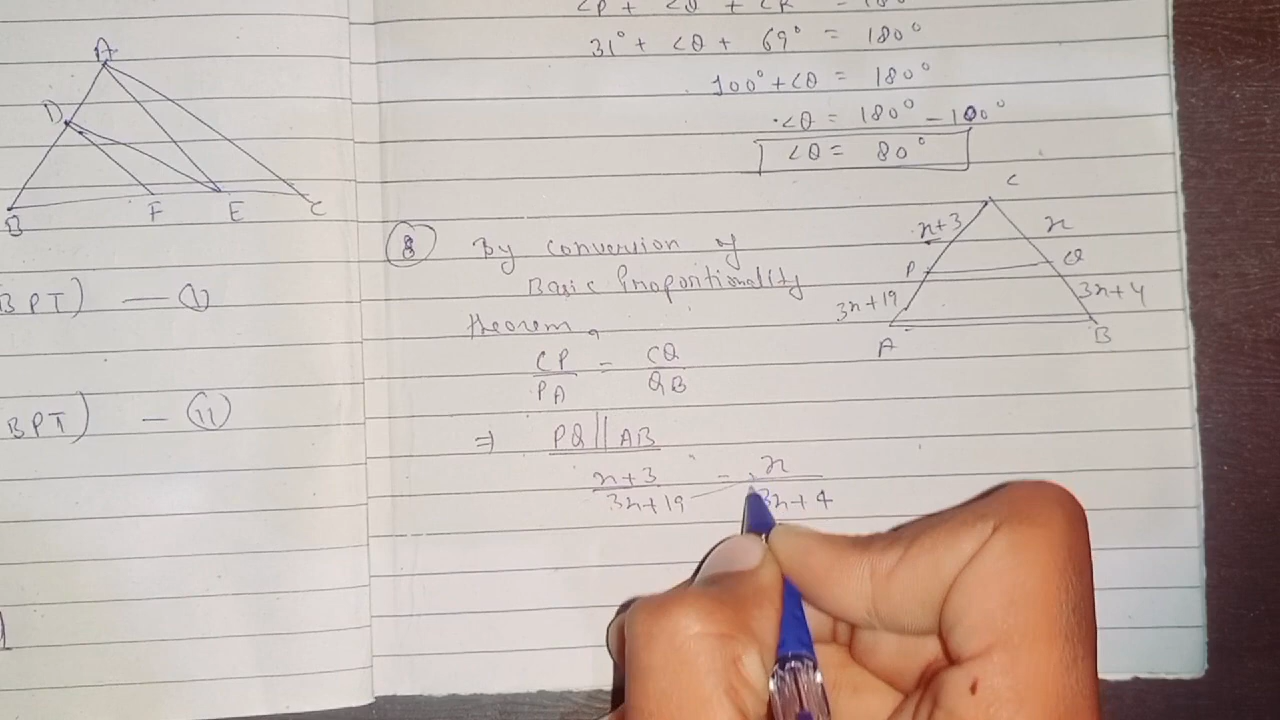 A
D
B F E C
BPT) — (i)
BPT) — (ii)
∠P + ∠Q + ∠R = 180°
31° + ∠Q + 69° = 180°
100° + ∠Q = 180°
∠Q = 180° - 100°
∠Q = 80°
C
x+3 x
P Q
3x+19 3x+4
A B
(8) By conversion of
Basic Proportionality
theorem,
CP/PA = CQ/QB
⇒ PQ || AB
x+3/3x+19 = x/3x+4